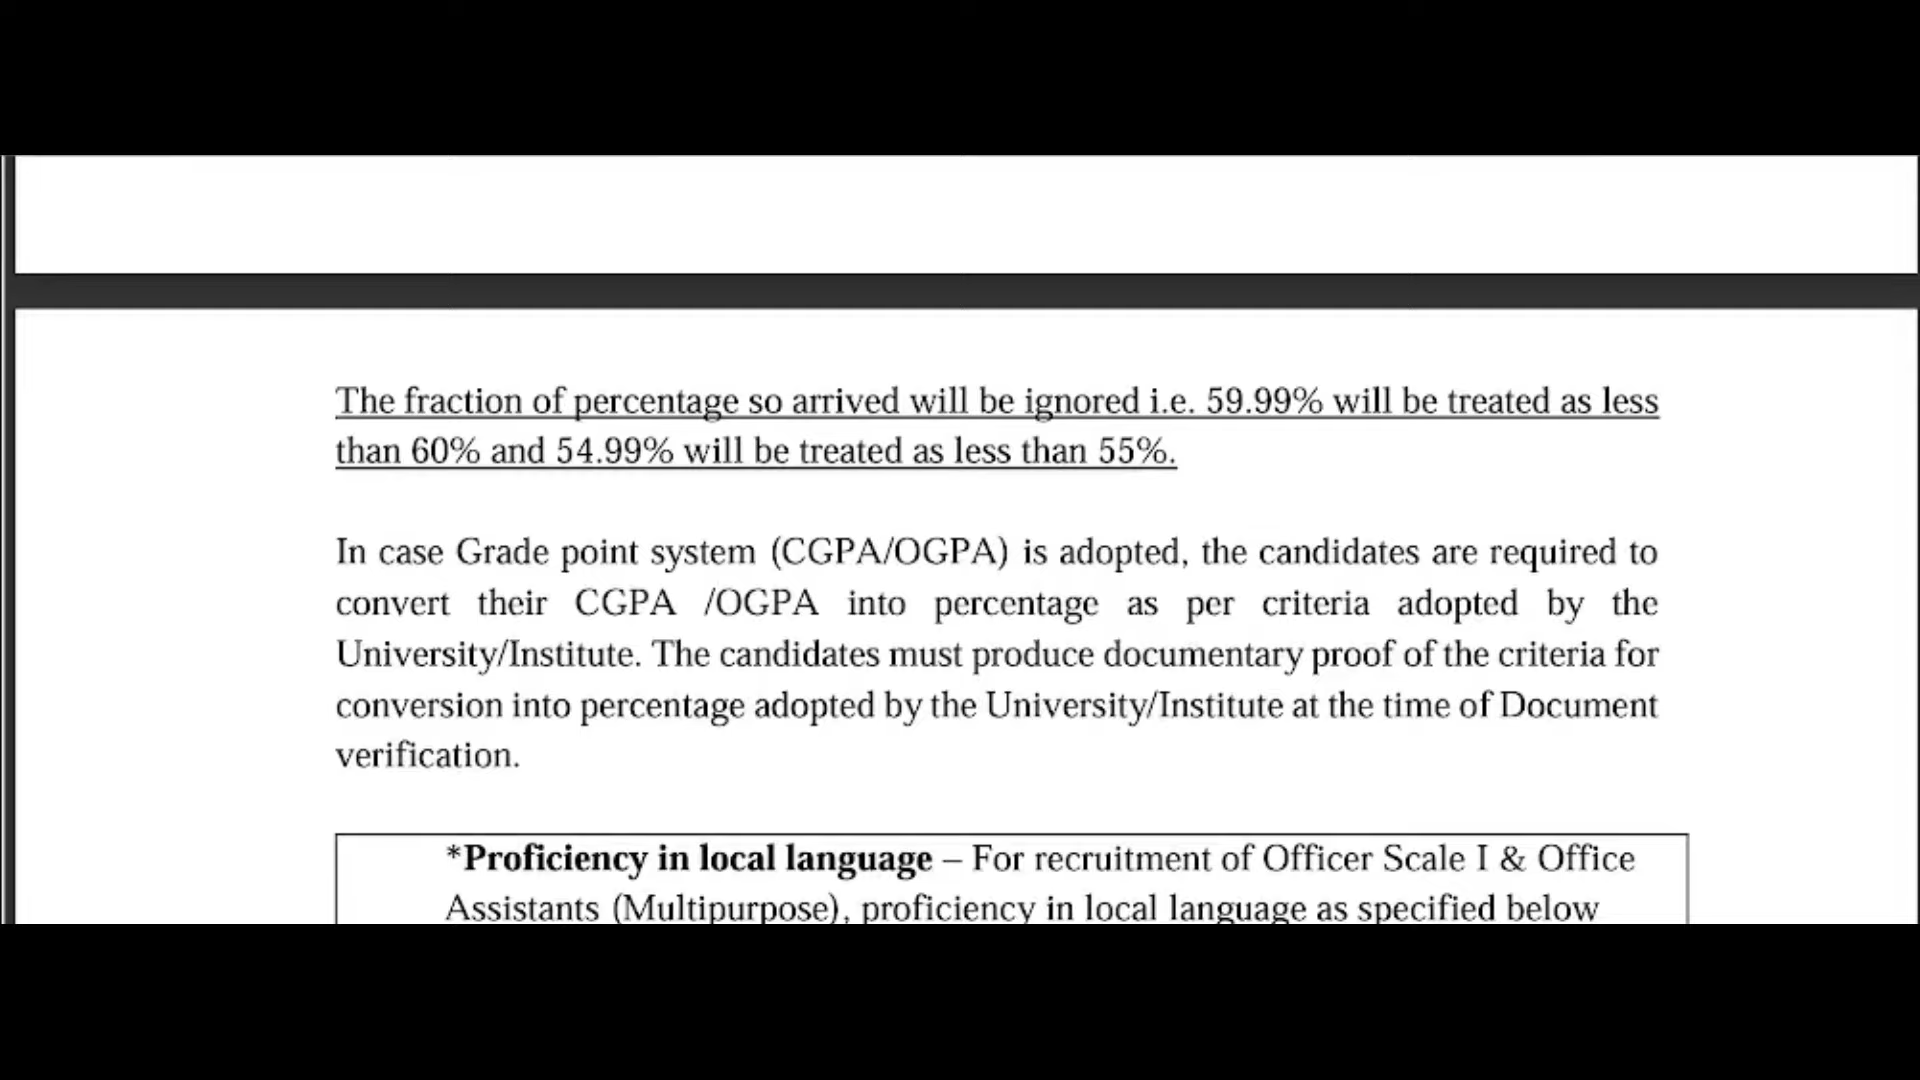 The fraction of percentage so arrived will be ignored i.e. 59.99% will be treated as less
than 60% and 54.99% will be treated as less than 55%.
In case Grade point system (CGPA/OGPA) is adopted, the candidates are required to
convert their CGPA /OGPA into percentage as per criteria adopted by the
University/Institute. The candidates must produce documentary proof of the criteria for
conversion into percentage adopted by the University/Institute at the time of Document
verification.
*Proficiency in local language – For recruitment of Officer Scale I & Office
Assistants (Multipurpose), proficiency in local language as specified below